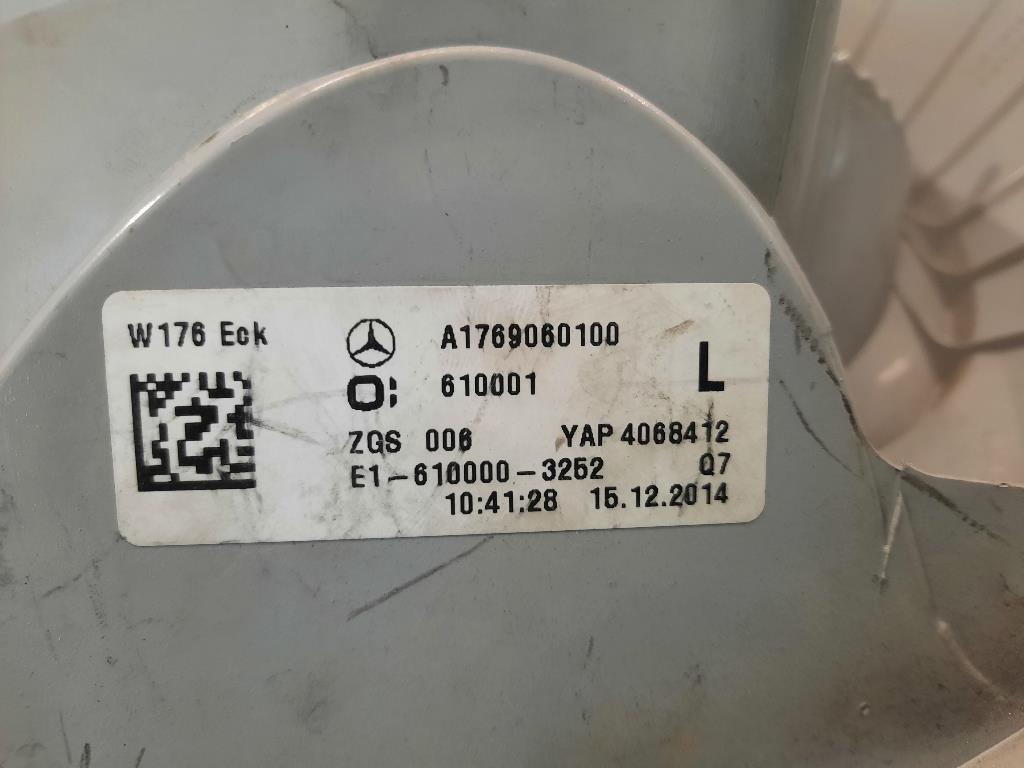 W176 Eck
A1769060100
610001
L
ZGS 006 YAP 4068412
E1-610000-3252 Q7
10:41:28 15.12.2014